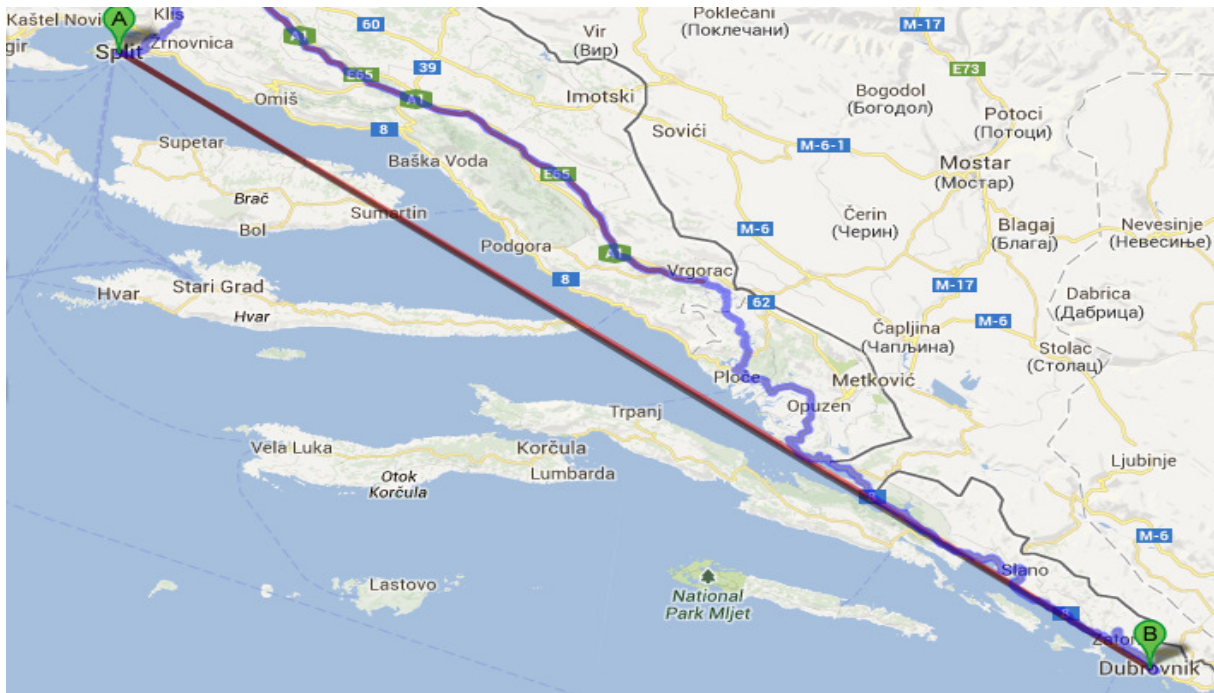 Kaštel Novi
A
Klis
gir
Split
Zrnovnica
A1
60
Poklečani
(Поклечани)
M-17
Vir
(Вир)
E65
39
A1
E73
Omiš
Imotski
Bogodol
(Богодол)
Potoci
(Потоци)
8
Sovići
M-6-1
Supetar
Baška Voda
Mostar
(Мостар)
Brač
E65
Sumartin
Bol
Čerin
(Черин)
Blagaj
(Благај)
Nevesinje
(Невесиње)
M-6
Podgora
A1
Vrgorac
8
Hvar
Stari Grad
Hvar
62
M-17
Dabrica
(Дабрица)
Čapljina
(Чапљина)
M-6
Stolac
(Столац)
Ploče
Metković
Opuzen
Trpanj
Vela Luka
Korčula
Lumbarda
Otok
Korčula
Ljubinje
8
M-6
Slano
Lastovo
National
Park Mljet
8
Zaton
B
Dubrovnik